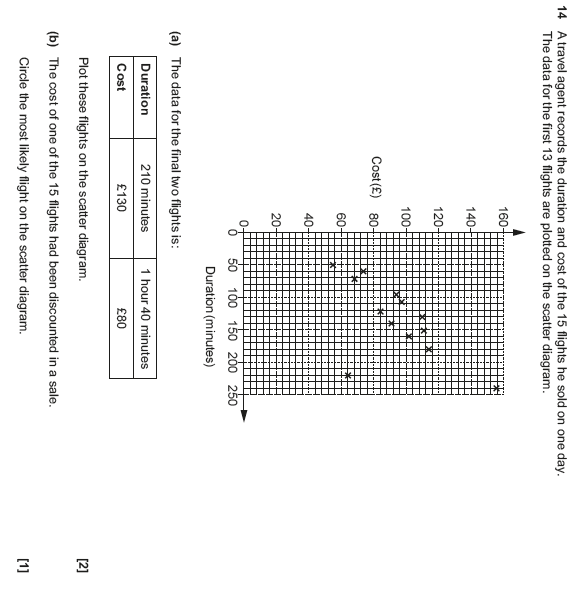 14 A travel agent records the duration and cost of the 15 flights he sold on one day.
The data for the first 13 flights are plotted on the scatter diagram.
160
140
120
100
80
60
40
20
0
Cost (£)
0 50 100 150 200 250
Duration (minutes)
(a) The data for the final two flights is:
Duration 210 minutes 1 hour 40 minutes
Cost £130 £80
Plot these flights on the scatter diagram.
[2]
(b) The cost of one of the 15 flights had been discounted in a sale.
Circle the most likely flight on the scatter diagram.
[1]